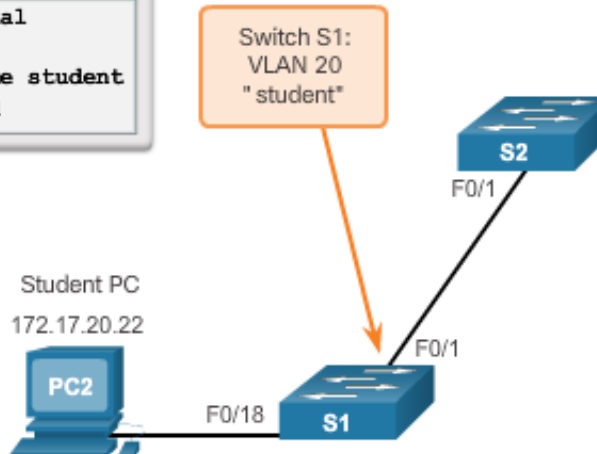 student
Switch S1:
VLAN 20
"student"
S2
F0/1
Student PC
172.17.20.22
F0/1
PC2
F0/18
S1